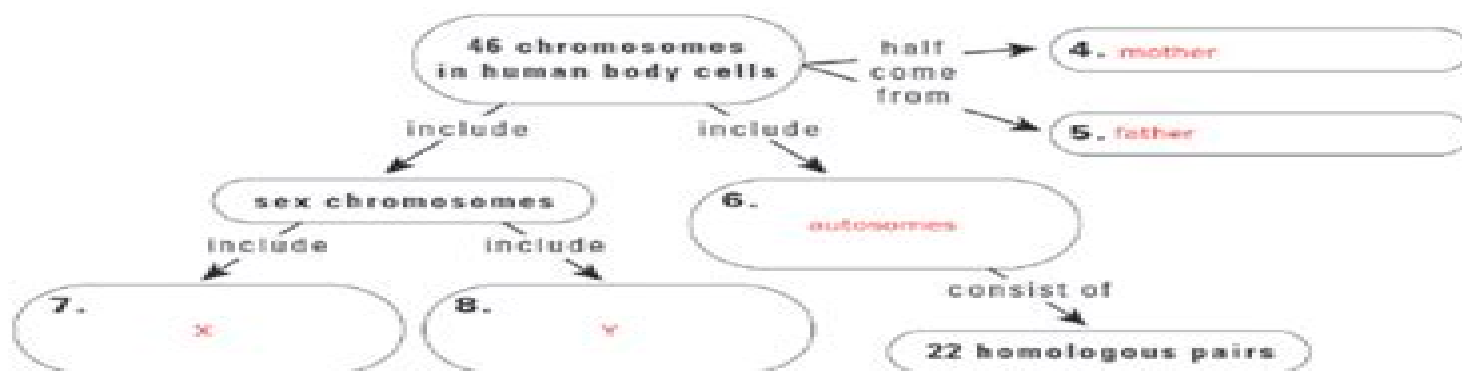 46 chromosomes
in human body cells
half
come
from
4. mother
5. father
include
include
sex chromosomes
6.
autosomes
include
include
consist of
7.
X
8.
Y
22 homologous pairs